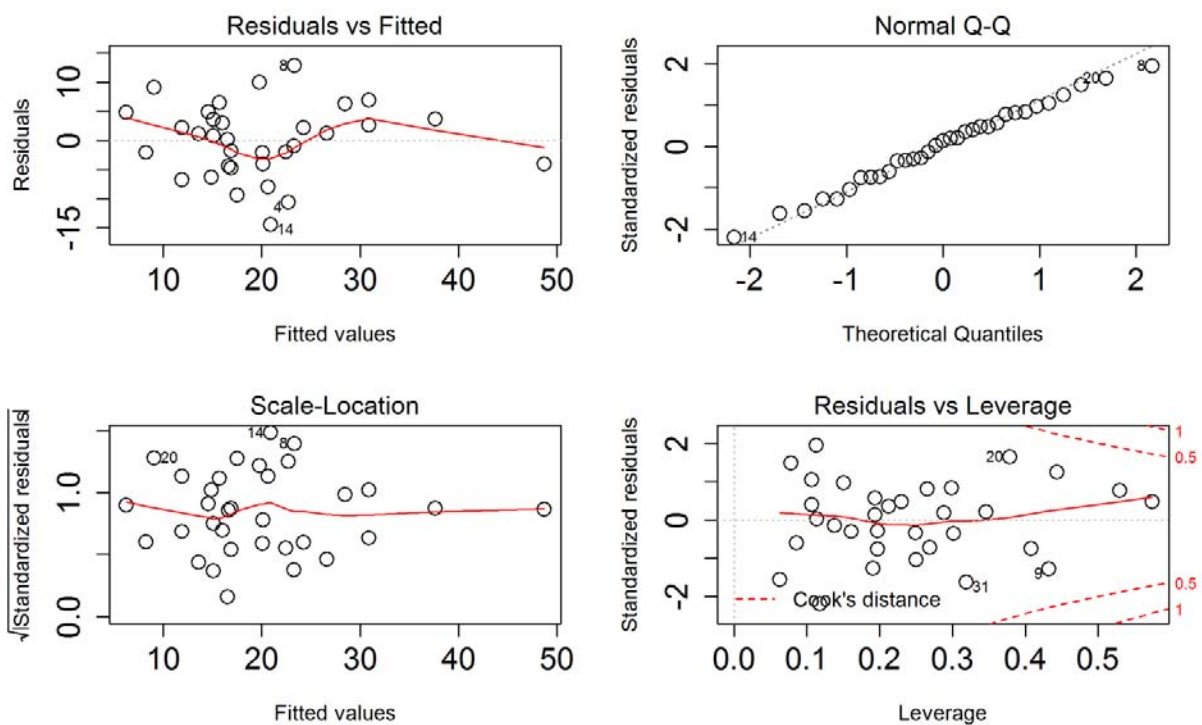 Residuals vs Fitted
Residuals
10
0
-15
8
4
14
10 20 30 40 50
Fitted values
Normal Q-Q
Standardized residuals
2
0
-2
20
8
14
-2 -1 0 1 2
Theoretical Quantiles
Scale-Location
√|Standardized residuals|
1.0
0.0
14
8
20
10 20 30 40 50
Fitted values
Residuals vs Leverage
Standardized residuals
2
0
-2
20
1
0.5
9
31
0.5
1
Cook's distance
0.0 0.1 0.2 0.3 0.4 0.5
Leverage